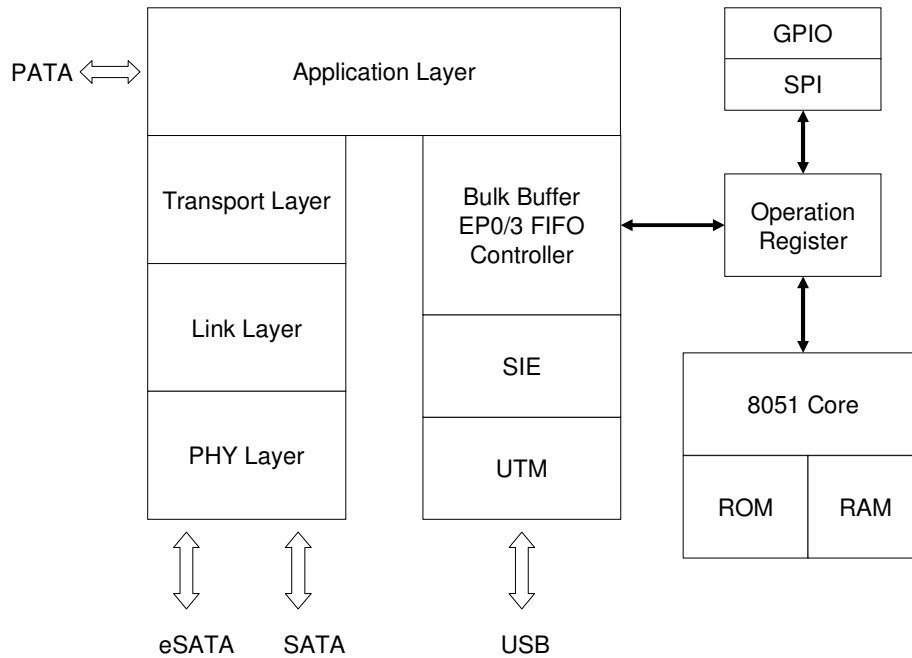 PATA
Application Layer
GPIO
SPI
Transport Layer
Bulk Buffer
EP0/3 FIFO
Controller
Operation
Register
Link Layer
SIE
8051 Core
PHY Layer
UTM
ROM
RAM
eSATA
SATA
USB